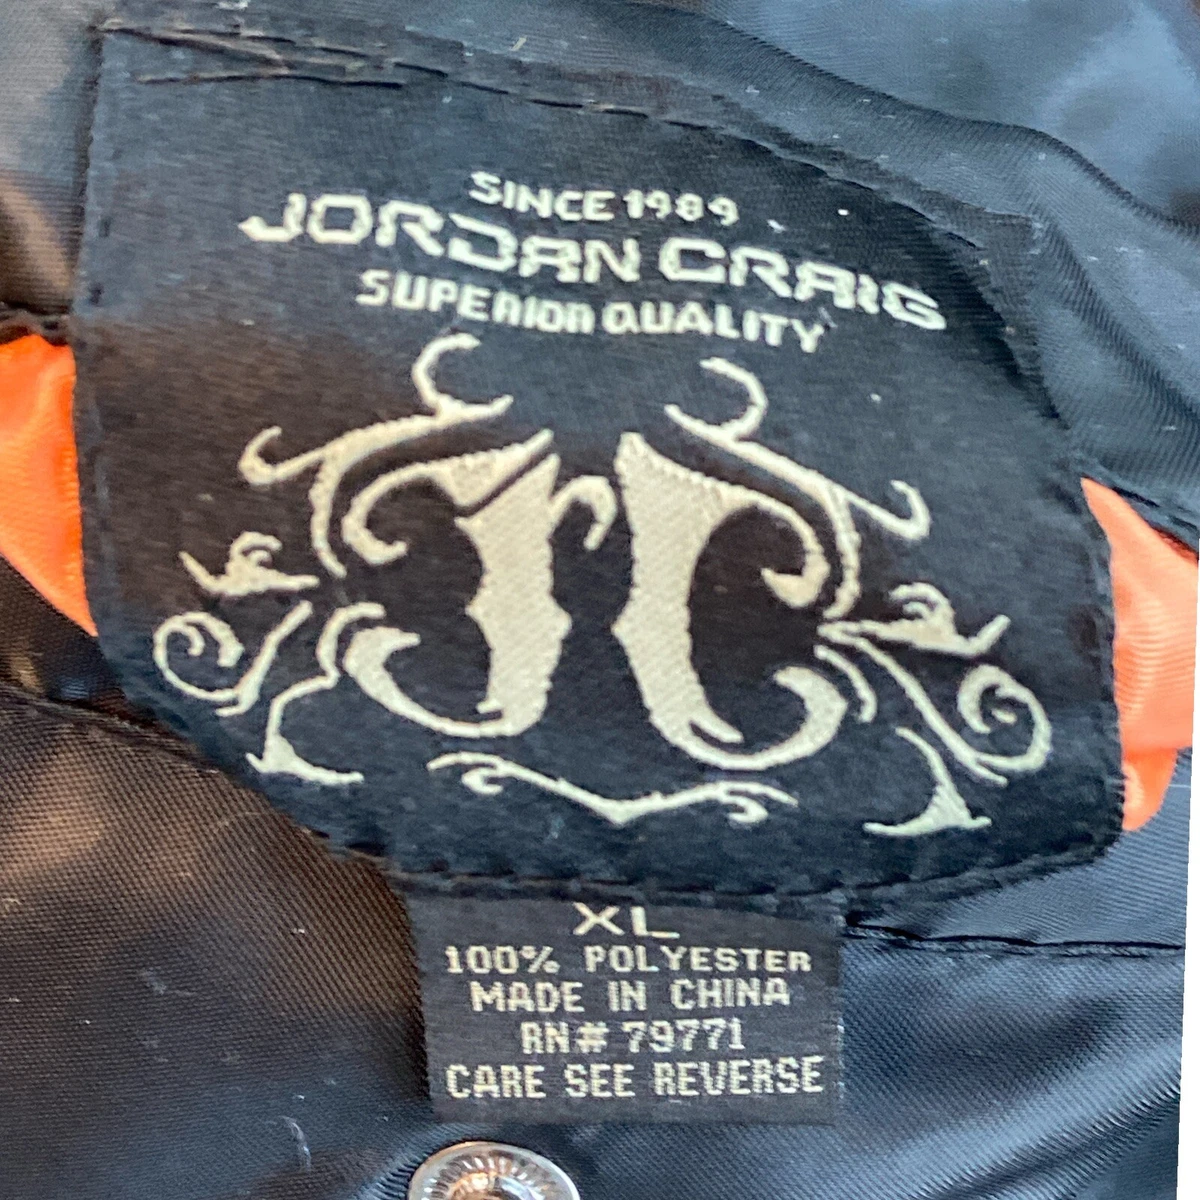 SINCE 1989
JORDAN CRAIG
SUPERIOR QUALITY
JC
XL
100% POLYESTER
MADE IN CHINA
RN# 79771
CARE SEE REVERSE